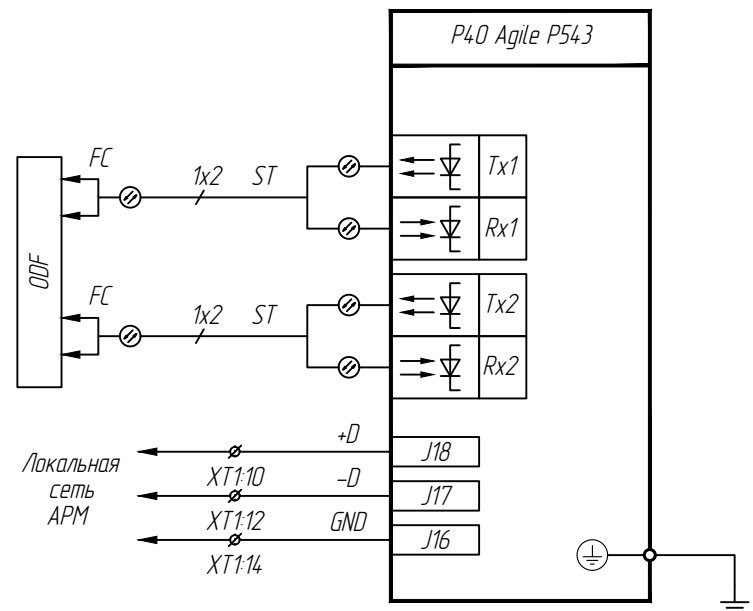 P40 Agile P543
FC
1x2
ST
Tx1
Rx1
ODF
FC
1x2
ST
Tx2
Rx2
Локальная
сеть
АРМ
+D
XT1:10
J18
-D
XT1:12
J17
GND
XT1:14
J16